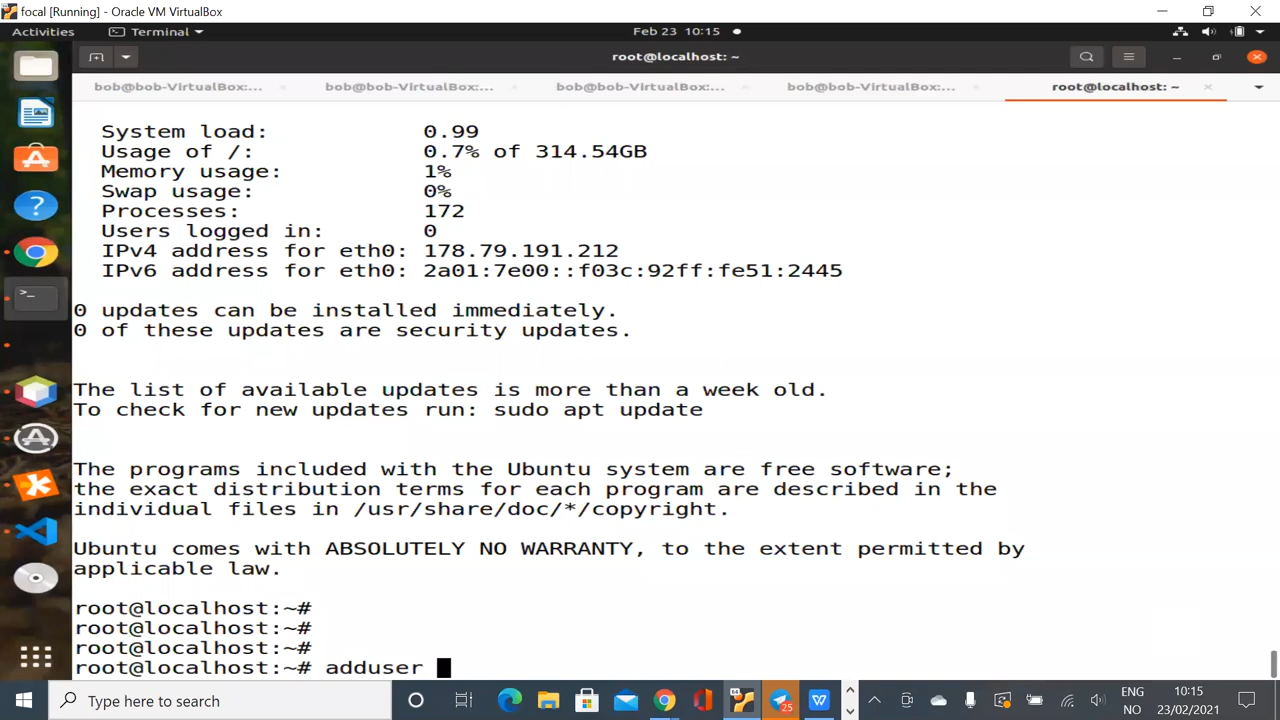 focal [Running] - Oracle VM VirtualBox
Activities Terminal Feb 23 10:15
root@localhost: ~
bob@bob-VirtualBox:... bob@bob-VirtualBox:... bob@bob-VirtualBox:... bob@bob-VirtualBox:... root@localhost: ~
System load: 0.99
Usage of /: 0.7% of 314.54GB
Memory usage: 1%
Swap usage: 0%
Processes: 172
Users logged in: 0
IPv4 address for eth0: 178.79.191.212
IPv6 address for eth0: 2a01:7e00::f03c:92ff:fe51:2445
0 updates can be installed immediately.
0 of these updates are security updates.
The list of available updates is more than a week old.
To check for new updates run: sudo apt update
The programs included with the Ubuntu system are free software;
the exact distribution terms for each program are described in the
individual files in /usr/share/doc/*/copyright.
Ubuntu comes with ABSOLUTELY NO WARRANTY, to the extent permitted by
applicable law.
root@localhost:~#
root@localhost:~#
root@localhost:~#
root@localhost:~# adduser
Type here to search
25
ENG 10:15
NO 23/02/2021